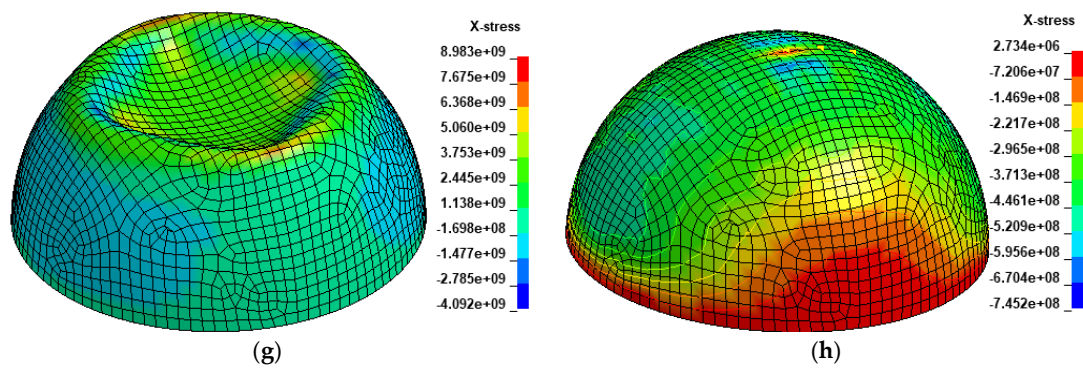 X-stress
8.983e+09
7.675e+09
6.368e+09
5.060e+09
3.753e+09
2.445e+09
1.138e+09
-1.698e+08
-1.477e+09
-2.785e+09
-4.092e+09
(g)
X-stress
2.734e+06
-7.206e+07
-1.469e+08
-2.217e+08
-2.965e+08
-3.713e+08
-4.461e+08
-5.209e+08
-5.956e+08
-6.704e+08
-7.452e+08
(h)